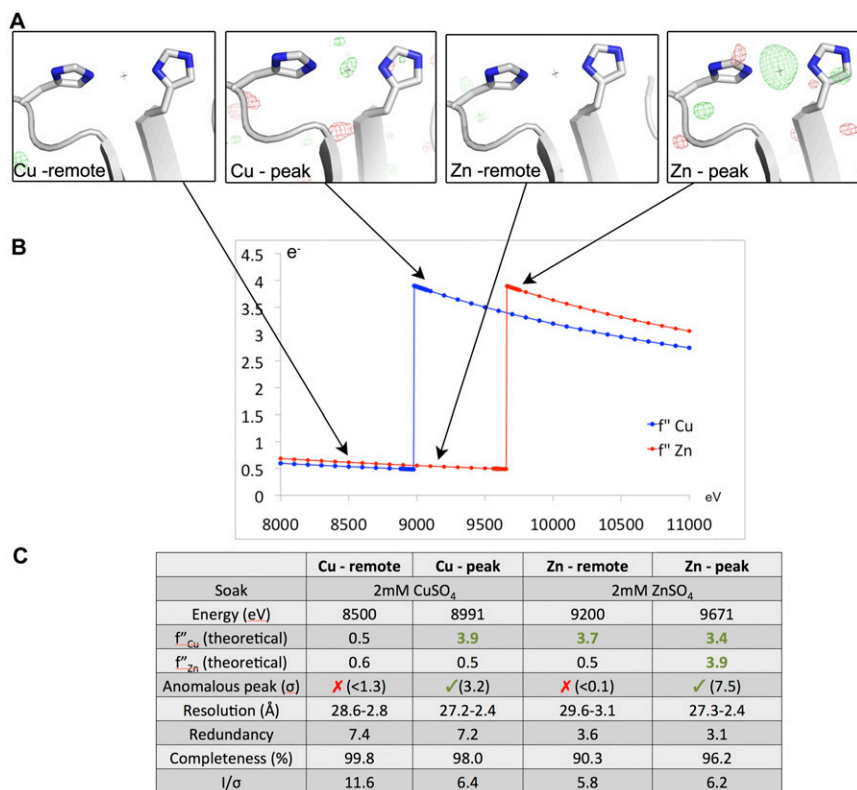 A
Cu -remote
Cu - peak
Zn -remote
Zn - peak
B
e-
4.5
4
3.5
3
2.5
2
1.5
1
0.5
0
f" Cu
f" Zn
eV
8000 8500 9000 9500 10000 10500 11000
C
Cu - remote Cu - peak Zn - remote Zn - peak
Soak 2mM CuSO4 2mM ZnSO4
Energy (eV) 8500 8991 9200 9671
f"Cu (theoretical) 0.5 3.9 3.7 3.4
f"Zn (theoretical) 0.6 0.5 0.5 3.9
Anomalous peak (σ) ✗ (<1.3) ✓(3.2) ✗ (<0.1) ✓ (7.5)
Resolution (Å) 28.6-2.8 27.2-2.4 29.6-3.1 27.3-2.4
Redundancy 7.4 7.2 3.6 3.1
Completeness (%) 99.8 98.0 90.3 96.2
I/σ 11.6 6.4 5.8 6.2